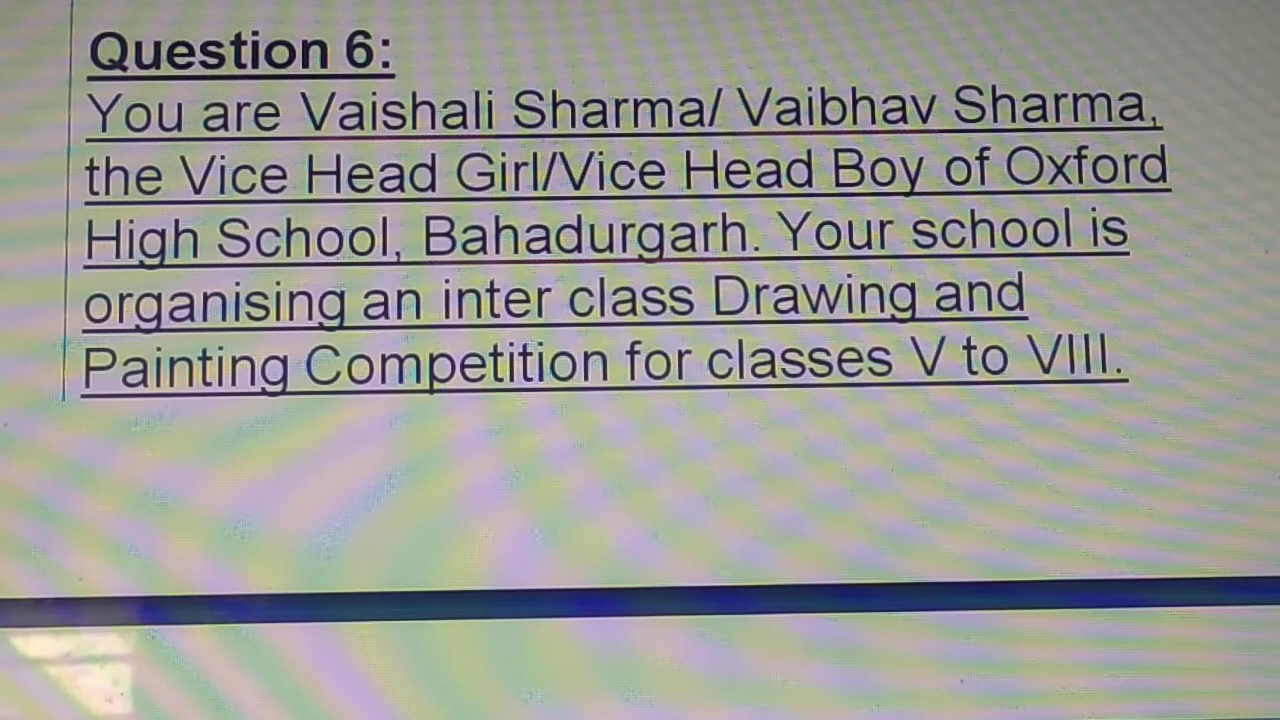 Question 6:
You are Vaishali Sharma/ Vaibhav Sharma,
the Vice Head Girl/Vice Head Boy of Oxford
High School, Bahadurgarh. Your school is
organising an inter class Drawing and
Painting Competition for classes V to VIII.